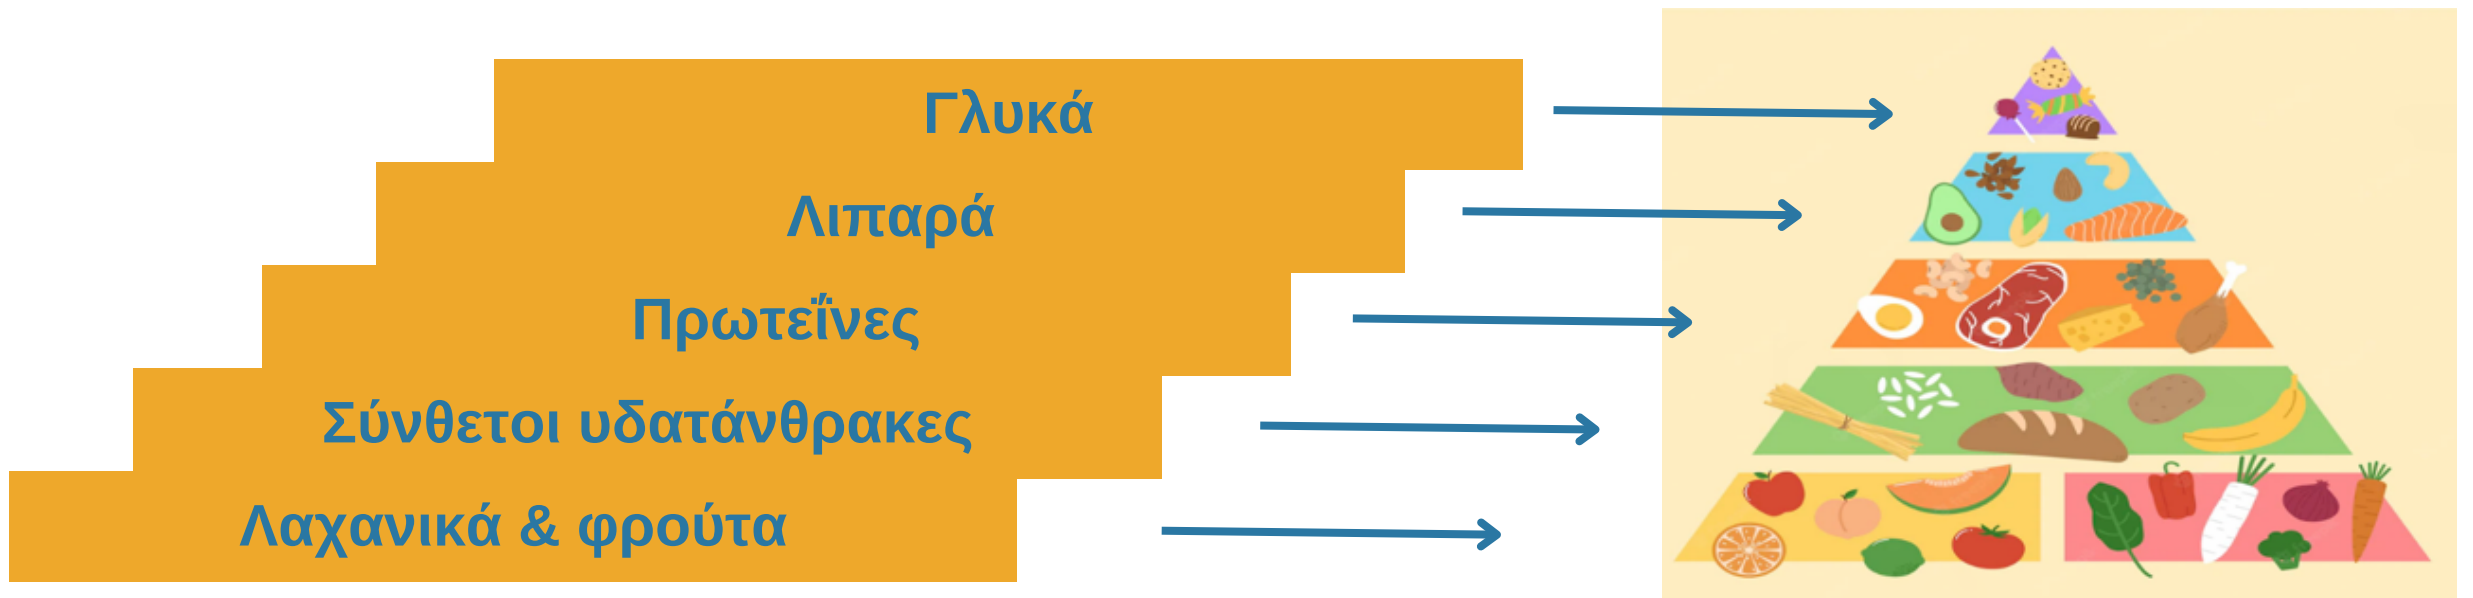 Γλυκά
Λιπαρά
Πρωτεΐνες
Σύνθετοι υδατάνθρακες
Λαχανικά & φρούτα